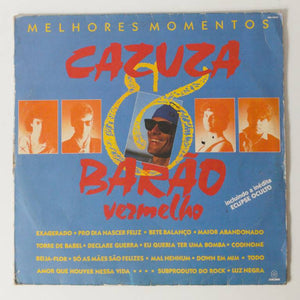 MELHORES MOMENTOS
CAZUZA
&
BARÃO
vermelho
incluindo a inédita
ECLIPSE OCULTO
EXAGERADO • PRO DIA NASCER FELIZ • BETE BALANÇO • MAIOR ABANDONADO
TORRE DE BABEL • DECLARE GUERRA • EU QUERIA TER UMA BOMBA • CODINOME
BEIJA-FLOR • SÓ AS MÃES SÃO FELIZES • MAL NENHUM • DOWN EM MIM • TODO
AMOR QUE HOUVER NESSA VIDA • • • • SUBPRODUTO DO ROCK • LUZ NEGRA